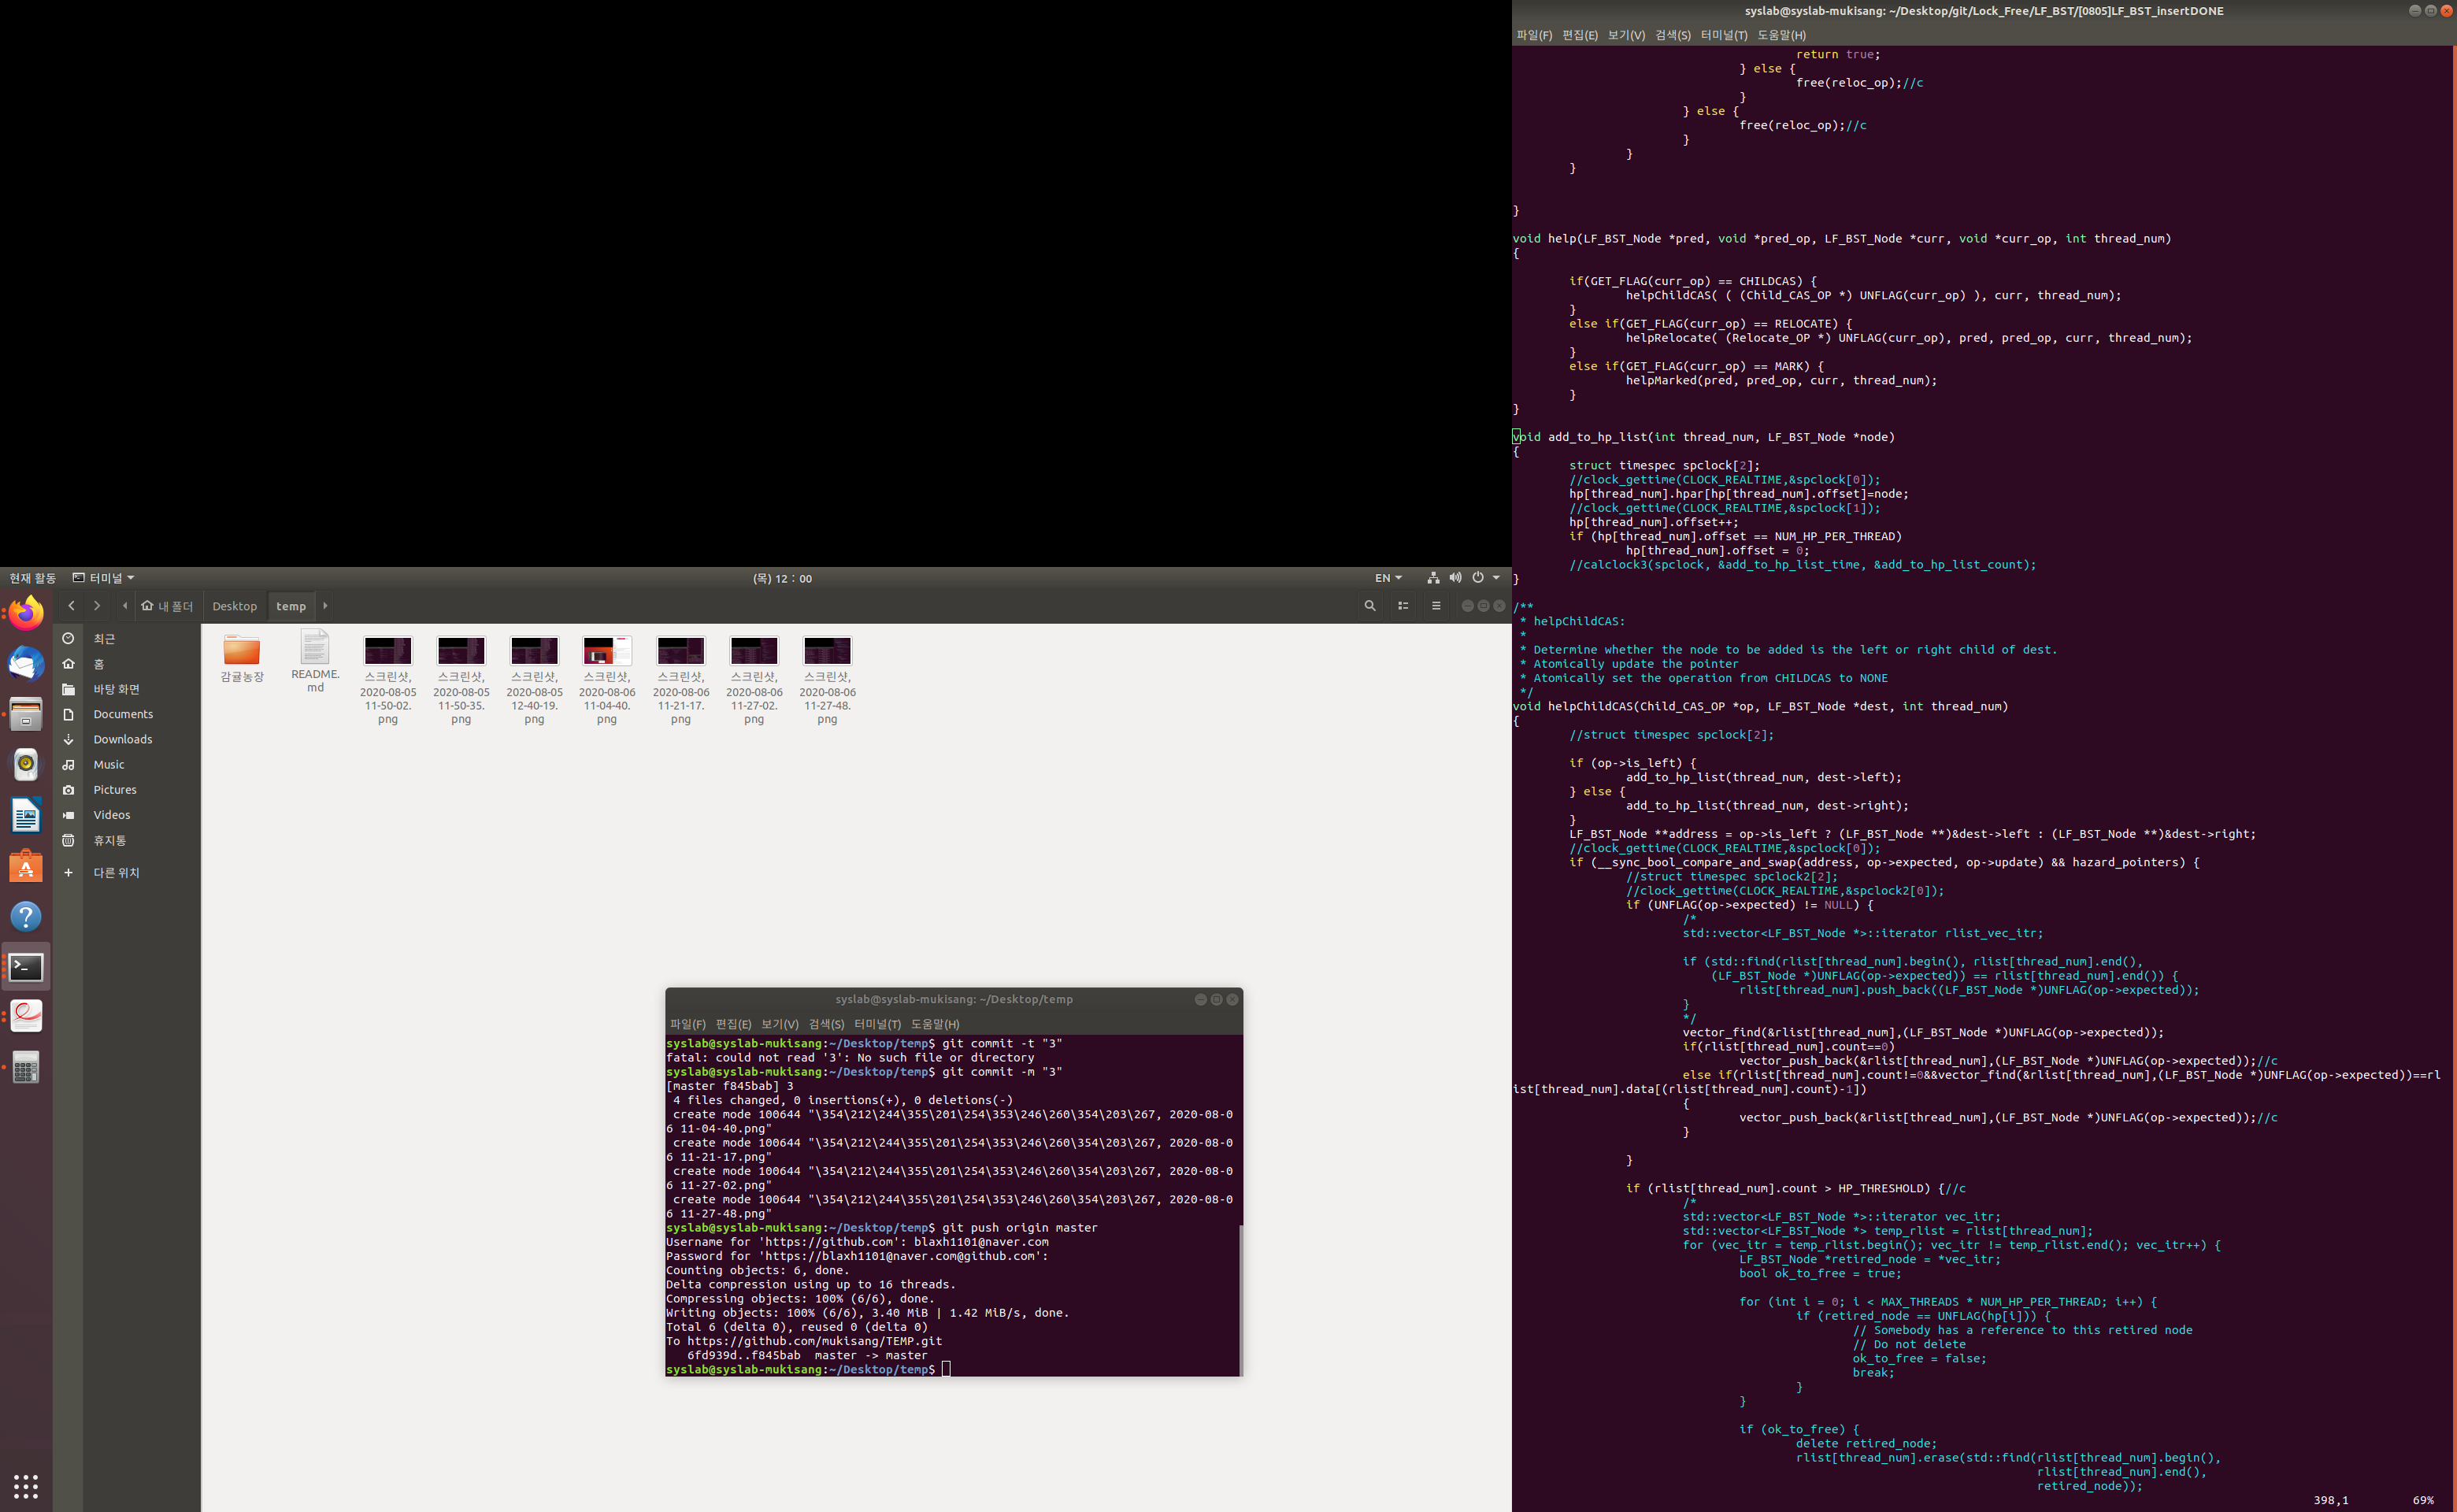 현재 활동
터미널
(목) 12 : 00
EN
내 폴더
Desktop
temp
최근
홈
바탕 화면
Documents
Downloads
Music
Pictures
Videos
휴지통
다른 위치
감귤농장
README.
md
스크린샷,
2020-08-05
11-50-02.
png
스크린샷,
2020-08-05
11-50-35.
png
스크린샷,
2020-08-05
12-40-19.
png
스크린샷,
2020-08-06
11-04-40.
png
스크린샷,
2020-08-06
11-21-17.
png
스크린샷,
2020-08-06
11-27-02.
png
스크린샷,
2020-08-06
11-27-48.
png
syslab@syslab-mukisang: ~/Desktop/temp
파일(F) 편집(E) 보기(V) 검색(S) 터미널(T) 도움말(H)
syslab@syslab-mukisang:~/Desktop/temp$ git commit -t "3"
fatal: could not read '3': No such file or directory
syslab@syslab-mukisang:~/Desktop/temp$ git commit -m "3"
[master f845bab] 3
 4 files changed, 0 insertions(+), 0 deletions(-)
 create mode 100644 "\354\212\244\355\201\254\353\246\260\354\203\267, 2020-08-0
6 11-04-40.png"
 create mode 100644 "\354\212\244\355\201\254\353\246\260\354\203\267, 2020-08-0
6 11-21-17.png"
 create mode 100644 "\354\212\244\355\201\254\353\246\260\354\203\267, 2020-08-0
6 11-27-02.png"
 create mode 100644 "\354\212\244\355\201\254\353\246\260\354\203\267, 2020-08-0
6 11-27-48.png"
syslab@syslab-mukisang:~/Desktop/temp$ git push origin master
Username for 'https://github.com': blaxh1101@naver.com
Password for 'https://blaxh1101@naver.com@github.com':
Counting objects: 6, done.
Delta compression using up to 16 threads.
Compressing objects: 100% (6/6), done.
Writing objects: 100% (6/6), 3.40 MiB | 1.42 MiB/s, done.
Total 6 (delta 0), reused 0 (delta 0)
To https://github.com/mukisang/TEMP.git
   6fd939d..f845bab  master -> master
syslab@syslab-mukisang:~/Desktop/temp$
syslab@syslab-mukisang: ~/Desktop/git/Lock_Free/LF_BST/[0805]LF_BST_insertDONE
파일(F) 편집(E) 보기(V) 검색(S) 터미널(T) 도움말(H)
return true;
} else {
free(reloc_op);//c
}
} else {
free(reloc_op);//c
}
}
}
}
void help(LF_BST_Node *pred, void *pred_op, LF_BST_Node *curr, void *curr_op, int thread_num)
{
if(GET_FLAG(curr_op) == CHILDCAS) {
helpChildCAS( ( (Child_CAS_OP *) UNFLAG(curr_op) ), curr, thread_num);
}
else if(GET_FLAG(curr_op) == RELOCATE) {
helpRelocate( (Relocate_OP *) UNFLAG(curr_op), pred, pred_op, curr, thread_num);
}
else if(GET_FLAG(curr_op) == MARK) {
helpMarked(pred, pred_op, curr, thread_num);
}
}
void add_to_hp_list(int thread_num, LF_BST_Node *node)
{
struct timespec spclock[2];
//clock_gettime(CLOCK_REALTIME,&spclock[0]);
hp[thread_num].hpar[hp[thread_num].offset]=node;
//clock_gettime(CLOCK_REALTIME,&spclock[1]);
hp[thread_num].offset++;
if (hp[thread_num].offset == NUM_HP_PER_THREAD)
hp[thread_num].offset = 0;
//calclock3(spclock, &add_to_hp_list_time, &add_to_hp_list_count);
}
/**
 * helpChildCAS:
 *
 * Determine whether the node to be added is the left or right child of dest.
 * Atomically update the pointer
 * Atomically set the operation from CHILDCAS to NONE
 */
void helpChildCAS(Child_CAS_OP *op, LF_BST_Node *dest, int thread_num)
{
//struct timespec spclock[2];
if (op->is_left) {
add_to_hp_list(thread_num, dest->left);
} else {
add_to_hp_list(thread_num, dest->right);
}
LF_BST_Node **address = op->is_left ? (LF_BST_Node **)&dest->left : (LF_BST_Node **)&dest->right;
//clock_gettime(CLOCK_REALTIME,&spclock[0]);
if (__sync_bool_compare_and_swap(address, op->expected, op->update) && hazard_pointers) {
//struct timespec spclock2[2];
//clock_gettime(CLOCK_REALTIME,&spclock2[0]);
if (UNFLAG(op->expected) != NULL) {
/*
std::vector<LF_BST_Node *>::iterator rlist_vec_itr;
if (std::find(rlist[thread_num].begin(), rlist[thread_num].end(),
(LF_BST_Node *)UNFLAG(op->expected)) == rlist[thread_num].end()) {
rlist[thread_num].push_back((LF_BST_Node *)UNFLAG(op->expected));
}
*/
vector_find(&rlist[thread_num],(LF_BST_Node *)UNFLAG(op->expected));
if(rlist[thread_num].count==0)
vector_push_back(&rlist[thread_num],(LF_BST_Node *)UNFLAG(op->expected));//c
else if(rlist[thread_num].count!=0&&vector_find(&rlist[thread_num],(LF_BST_Node *)UNFLAG(op->expected))==rl
ist[thread_num].data[(rlist[thread_num].count)-1])
{
vector_push_back(&rlist[thread_num],(LF_BST_Node *)UNFLAG(op->expected));//c
}
}
if (rlist[thread_num].count > HP_THRESHOLD) {//c
/*
std::vector<LF_BST_Node *>::iterator vec_itr;
std::vector<LF_BST_Node *> temp_rlist = rlist[thread_num];
for (vec_itr = temp_rlist.begin(); vec_itr != temp_rlist.end(); vec_itr++) {
LF_BST_Node *retired_node = *vec_itr;
bool ok_to_free = true;
for (int i = 0; i < MAX_THREADS * NUM_HP_PER_THREAD; i++) {
if (retired_node == UNFLAG(hp[i])) {
// Somebody has a reference to this retired node
// Do not delete
ok_to_free = false;
break;
}
}
if (ok_to_free) {
delete retired_node;
rlist[thread_num].erase(std::find(rlist[thread_num].begin(),
rlist[thread_num].end(),
retired_node));
398,1 69%